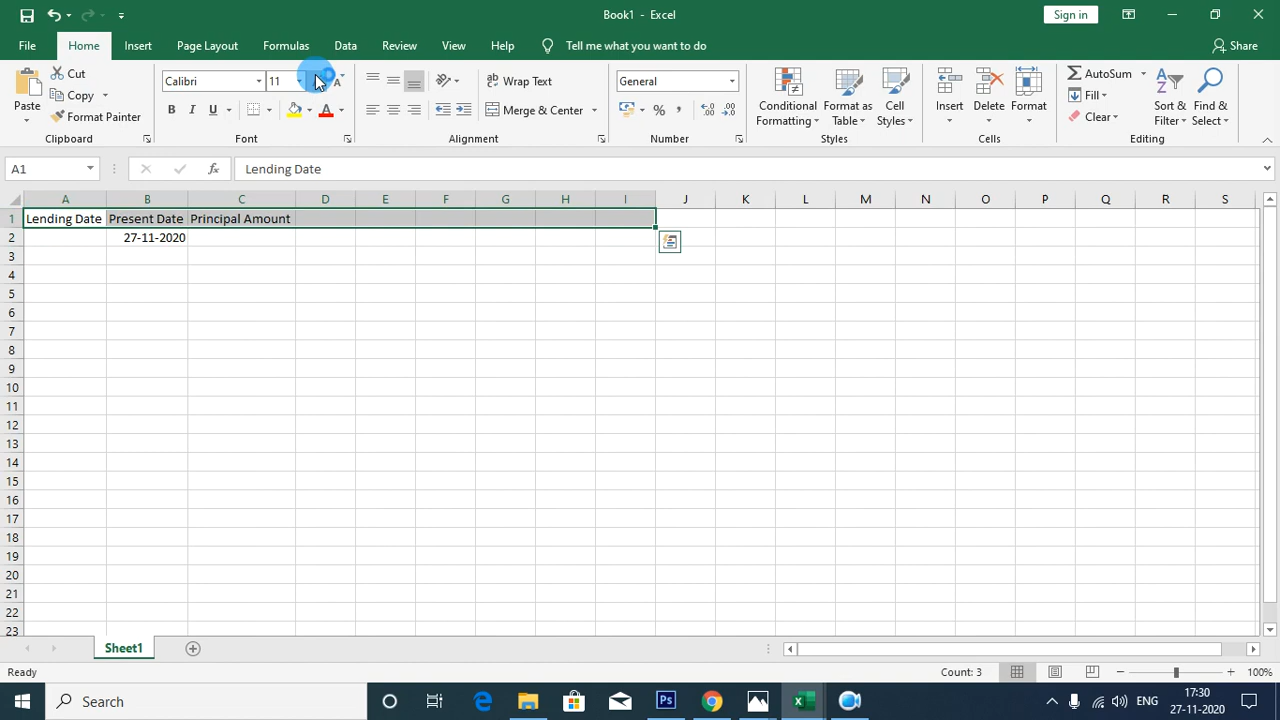 Book1 - Excel
Sign in
File
Home
Insert
Page Layout
Formulas
Data
Review
View
Help
Tell me what you want to do
Share
Paste
Cut
Copy
Format Painter
Clipboard
Calibri
11
B I U
Font
Wrap Text
Merge & Center
Alignment
General
%
Number
Conditional Formatting
Format as Table
Cell Styles
Styles
Insert
Delete
Format
Cells
AutoSum
Fill
Clear
Sort & Filter
Find & Select
Editing
A1
fx
Lending Date
A B C D E F G H I J K L M N O P Q R S
1 Lending Date Present Date Principal Amount
2 27-11-2020
3
4
5
6
7
8
9
10
11
12
13
14
15
16
17
18
19
20
21
22
23
Sheet1
Ready
Count: 3
100%
Search
ENG
17:30
27-11-2020